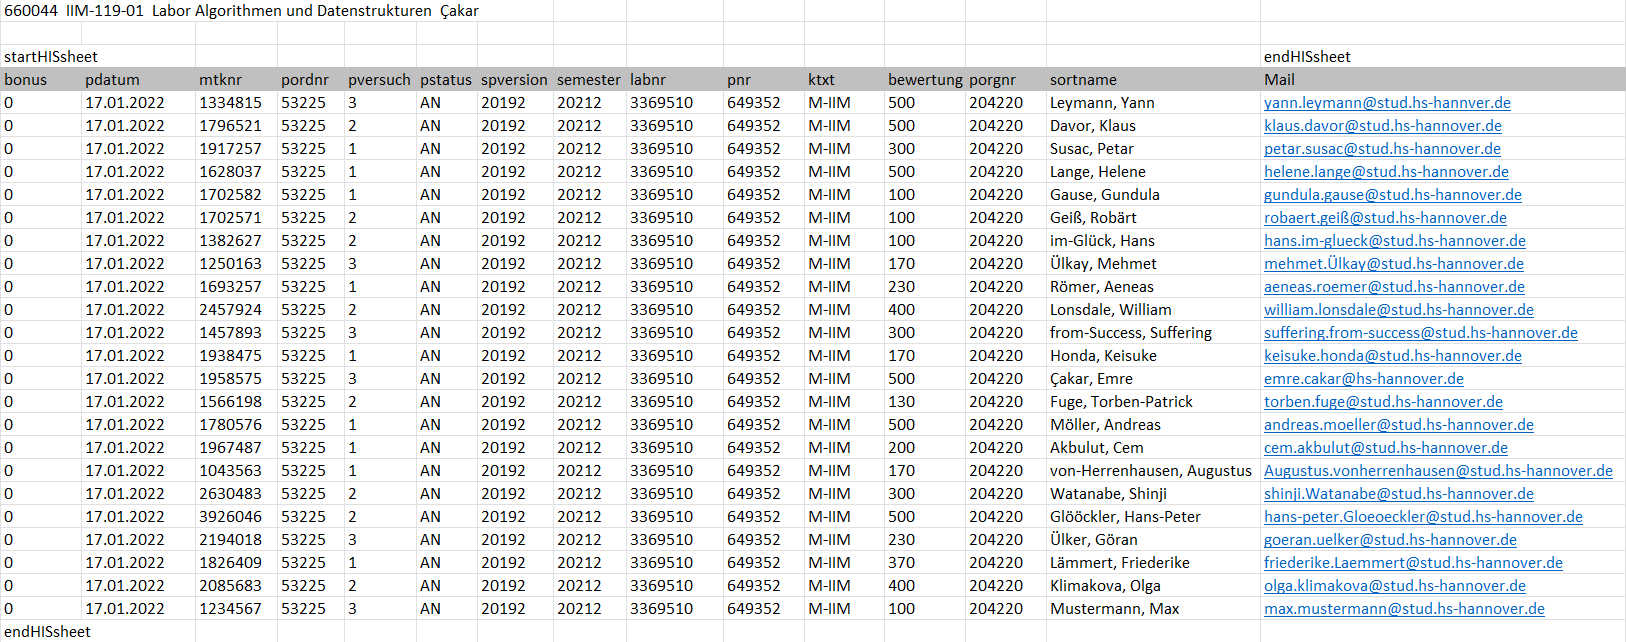 660044 IIM-119-01 Labor Algorithmen und Datenstrukturen Çakar
startHISsheet endHISsheet
bonus pdatum mtknr pordnr pversuch pstatus spversion semester labnr pnr ktxt bewertung porgnr sortname Mail
0 17.01.2022 1334815 53225 3 AN 20192 20212 3369510 649352 M-IIM 500 204220 Leymann, Yann yann.leymann@stud.hs-hannver.de
0 17.01.2022 1796521 53225 2 AN 20192 20212 3369510 649352 M-IIM 500 204220 Davor, Klaus klaus.davor@stud.hs-hannover.de
0 17.01.2022 1917257 53225 1 AN 20192 20212 3369510 649352 M-IIM 300 204220 Susac, Petar petar.susac@stud.hs-hannover.de
0 17.01.2022 1628037 53225 1 AN 20192 20212 3369510 649352 M-IIM 500 204220 Lange, Helene helene.lange@stud.hs-hannover.de
0 17.01.2022 1702582 53225 1 AN 20192 20212 3369510 649352 M-IIM 100 204220 Gause, Gundula gundula.gause@stud.hs-hannover.de
0 17.01.2022 1702571 53225 2 AN 20192 20212 3369510 649352 M-IIM 100 204220 Geiß, Robärt robaert.geiß@stud.hs-hannover.de
0 17.01.2022 1382627 53225 2 AN 20192 20212 3369510 649352 M-IIM 100 204220 im-Glück, Hans hans.im-glueck@stud.hs-hannover.de
0 17.01.2022 1250163 53225 3 AN 20192 20212 3369510 649352 M-IIM 170 204220 Ülkay, Mehmet mehmet.Ülkay@stud.hs-hannover.de
0 17.01.2022 1693257 53225 1 AN 20192 20212 3369510 649352 M-IIM 230 204220 Römer, Aeneas aeneas.roemer@stud.hs-hannover.de
0 17.01.2022 2457924 53225 2 AN 20192 20212 3369510 649352 M-IIM 400 204220 Lonsdale, William william.lonsdale@stud.hs-hannover.de
0 17.01.2022 1457893 53225 3 AN 20192 20212 3369510 649352 M-IIM 300 204220 from-Success, Suffering suffering.from-success@stud.hs-hannover.de
0 17.01.2022 1938475 53225 1 AN 20192 20212 3369510 649352 M-IIM 170 204220 Honda, Keisuke keisuke.honda@stud.hs-hannover.de
0 17.01.2022 1958575 53225 3 AN 20192 20212 3369510 649352 M-IIM 500 204220 Çakar, Emre emre.cakar@hs-hannover.de
0 17.01.2022 1566198 53225 2 AN 20192 20212 3369510 649352 M-IIM 130 204220 Fuge, Torben-Patrick torben.fuge@stud.hs-hannover.de
0 17.01.2022 1780576 53225 1 AN 20192 20212 3369510 649352 M-IIM 500 204220 Möller, Andreas andreas.moeller@stud.hs-hannover.de
0 17.01.2022 1967487 53225 1 AN 20192 20212 3369510 649352 M-IIM 200 204220 Akbulut, Cem cem.akbulut@stud.hs-hannover.de
0 17.01.2022 1043563 53225 1 AN 20192 20212 3369510 649352 M-IIM 170 204220 von-Herrenhausen, Augustus Augustus.vonherrenhausen@stud.hs-hannover.de
0 17.01.2022 2630483 53225 2 AN 20192 20212 3369510 649352 M-IIM 300 204220 Watanabe, Shinji shinji.Watanabe@stud.hs-hannover.de
0 17.01.2022 3926046 53225 2 AN 20192 20212 3369510 649352 M-IIM 500 204220 Glööckler, Hans-Peter hans-peter.Gloeoeckler@stud.hs-hannover.de
0 17.01.2022 2194018 53225 3 AN 20192 20212 3369510 649352 M-IIM 230 204220 Ülker, Göran goeran.uelker@stud.hs-hannover.de
0 17.01.2022 1826409 53225 1 AN 20192 20212 3369510 649352 M-IIM 370 204220 Lämmert, Friederike friederike.Laemmert@stud.hs-hannover.de
0 17.01.2022 2085683 53225 2 AN 20192 20212 3369510 649352 M-IIM 400 204220 Klimakova, Olga olga.klimakova@stud.hs-hannover.de
0 17.01.2022 1234567 53225 3 AN 20192 20212 3369510 649352 M-IIM 100 204220 Mustermann, Max max.mustermann@stud.hs-hannover.de
endHISsheet